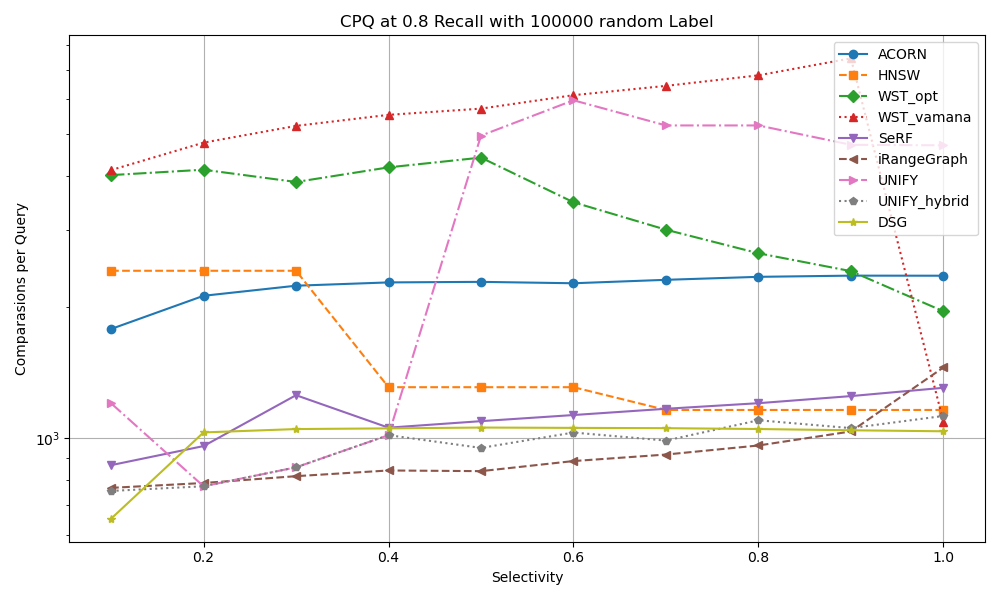 CPQ at 0.8 Recall with 100000 random Label
Comparasions per Query
10³
ACORN
HNSW
WST_opt
WST_vamana
SeRF
iRangeGraph
UNIFY
UNIFY_hybrid
DSG
0.2 0.4 0.6 0.8 1.0
Selectivity